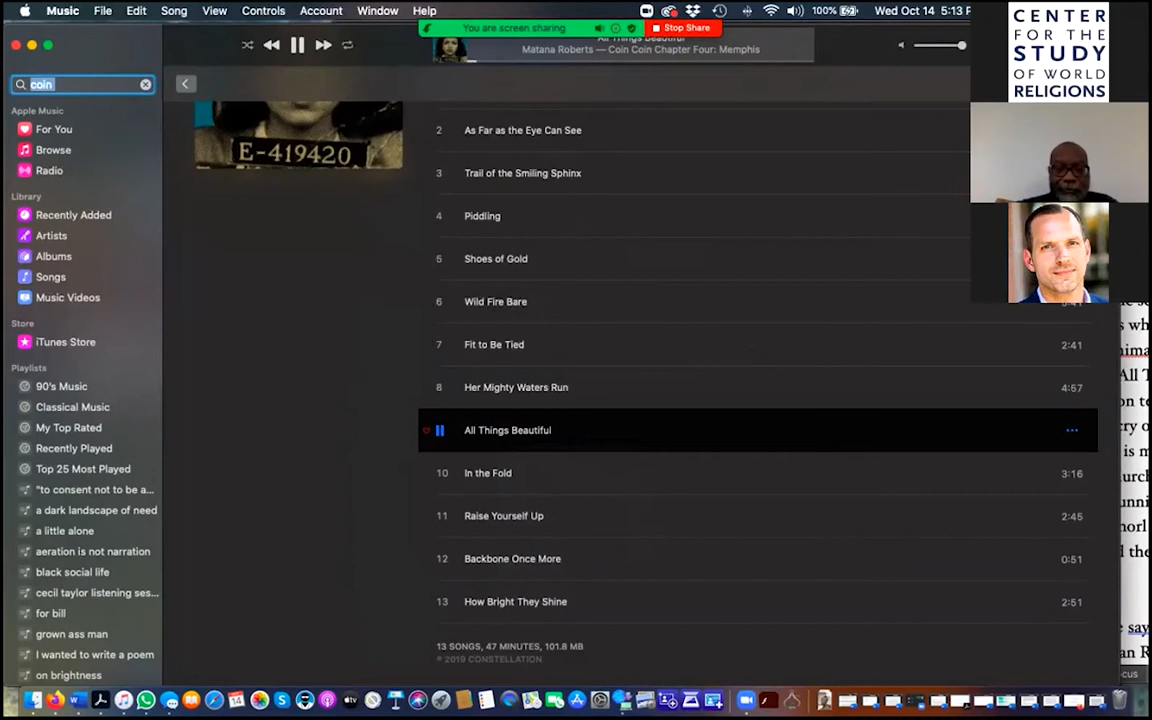 Music File Edit Song View Controls Account Window Help
100% Wed Oct 14 5:13 P
You are screen sharing Stop Share
All Things Beautiful
Matana Roberts — Coin Coin Chapter Four: Memphis
CENTER
FOR THE
STUDY
OF WORLD
RELIGIONS
coin
Apple Music
For You
Browse
Radio
Library
Recently Added
Artists
Albums
Songs
Music Videos
Store
iTunes Store
Playlists
90's Music
Classical Music
My Top Rated
Recently Played
Top 25 Most Played
"to consent not to be a...
a dark landscape of need
a little alone
aeration is not narration
black social life
cecil taylor listening ses...
for bill
grown ass man
I wanted to write a poem
on brightness
E-419420
2 As Far as the Eye Can See
3 Trail of the Smiling Sphinx
4 Piddling
5 Shoes of Gold
6 Wild Fire Bare
7 Fit to Be Tied 2:41
8 Her Mighty Waters Run 4:57
All Things Beautiful ...
10 In the Fold 3:16
11 Raise Yourself Up 2:45
12 Backbone Once More 0:51
13 How Bright They Shine 2:51
13 SONGS, 47 MINUTES, 101.8 MB
℗ 2019 CONSTELLATION